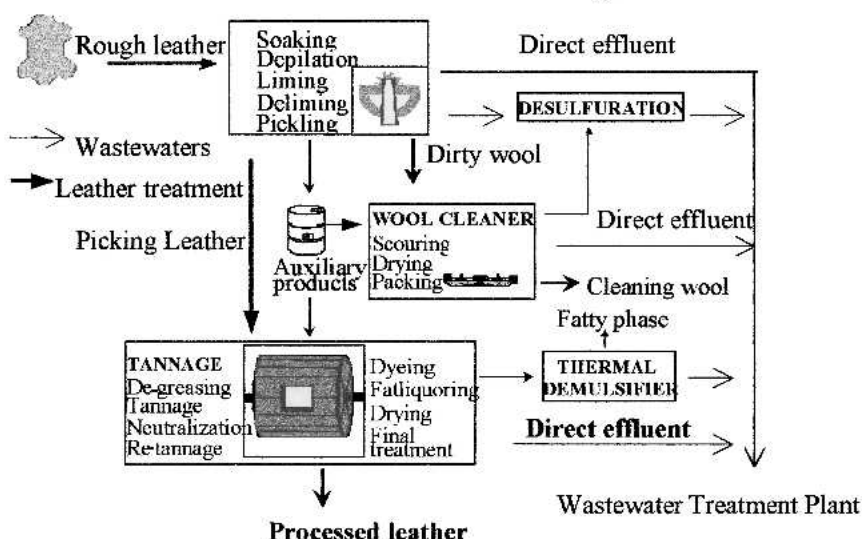 Rough leather
Soaking
Depilation
Liming
Deliming
Pickling
Direct effluent
DESULFURATION
Wastewaters
Leather treatment
Picking Leather
Dirty wool
Auxiliary
products
WOOL CLEANER
Scouring
Drying
Packing
Direct effluent
Cleaning wool
Fatty phase
TANNAGE
De-greasing
Tannage
Neutralization
Re-tannage
Dyeing
Fatliquoring
Drying
Final
treatment
THERMAL
DEMULSIFIER
Direct effluent
Wastewater Treatment Plant
Processed leather